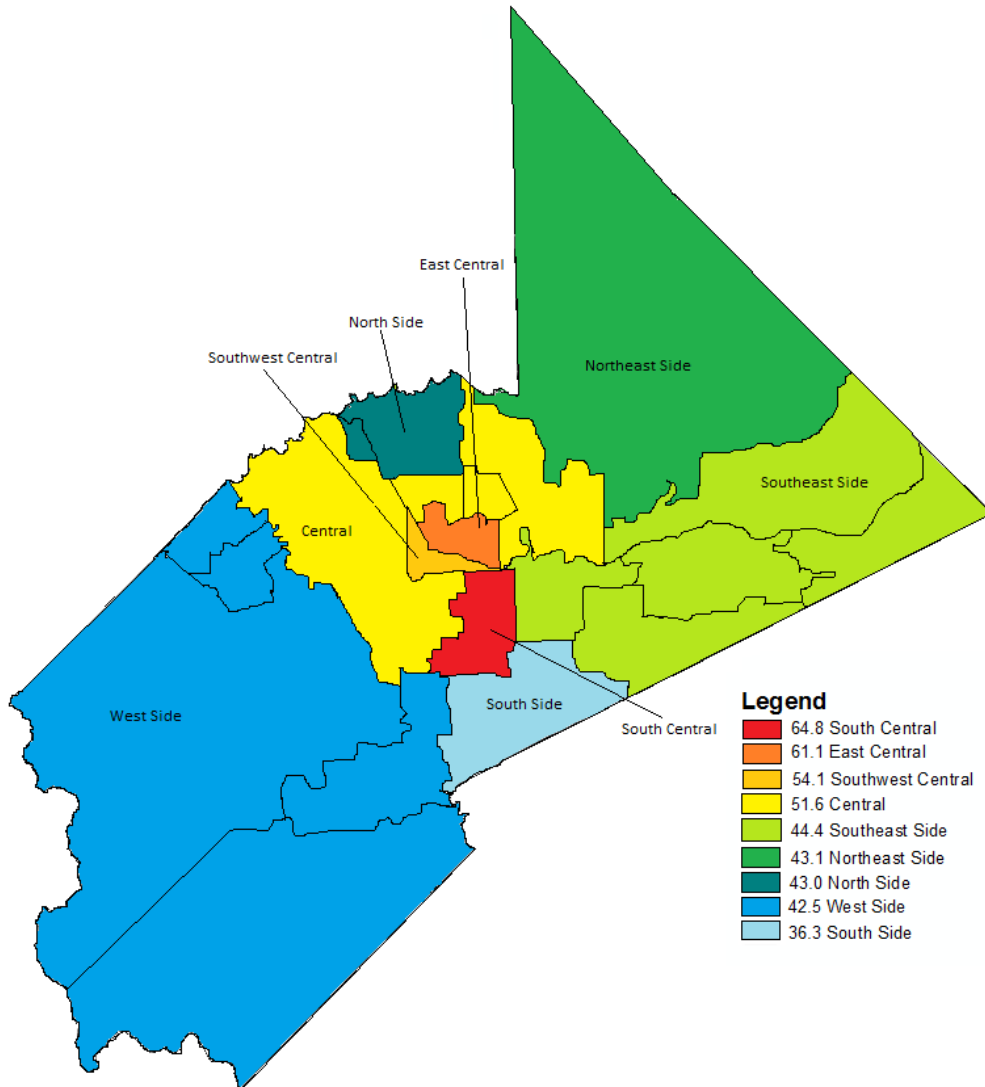 East Central
North Side
Southwest Central
Northeast Side
Southeast Side
Central
West Side
South Side
South Central
Legend
64.8 South Central
61.1 East Central
54.1 Southwest Central
51.6 Central
44.4 Southeast Side
43.1 Northeast Side
43.0 North Side
42.5 West Side
36.3 South Side